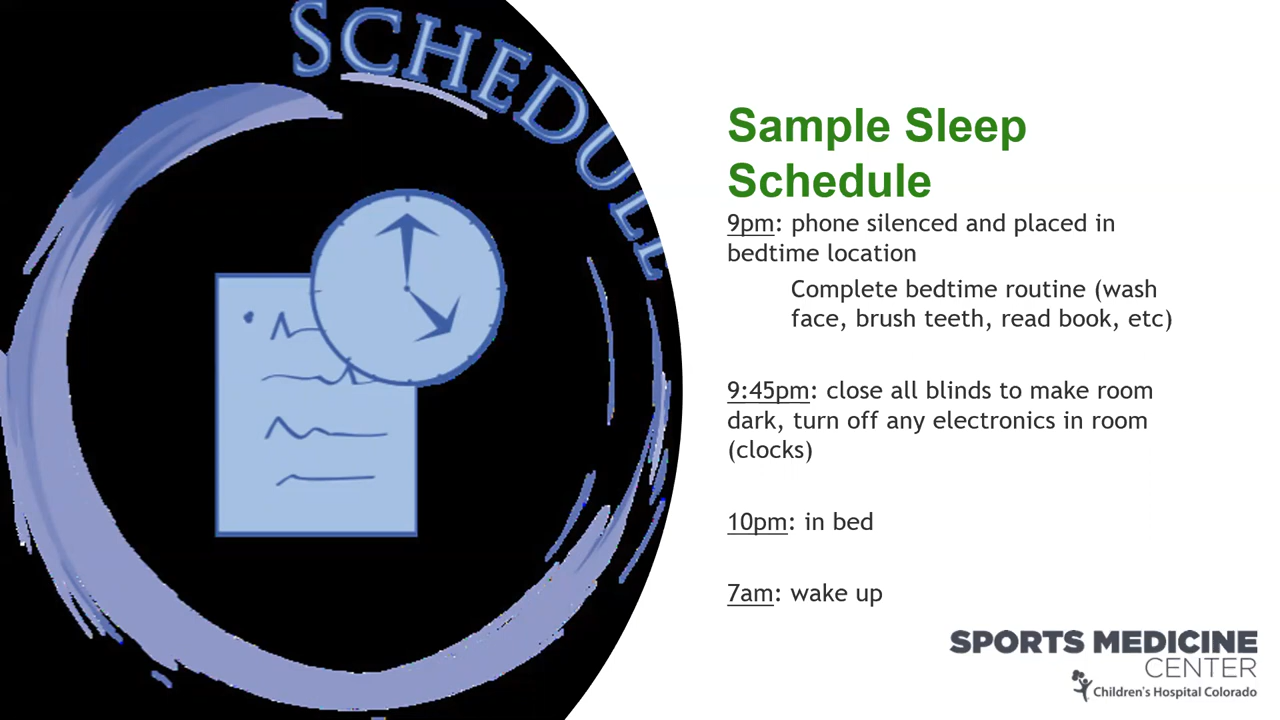 SCHEDULE
Sample Sleep
Schedule
9pm: phone silenced and placed in
bedtime location
Complete bedtime routine (wash
face, brush teeth, read book, etc)
9:45pm: close all blinds to make room
dark, turn off any electronics in room
(clocks)
10pm: in bed
7am: wake up
SPORTS MEDICINE
CENTER
Children's Hospital Colorado